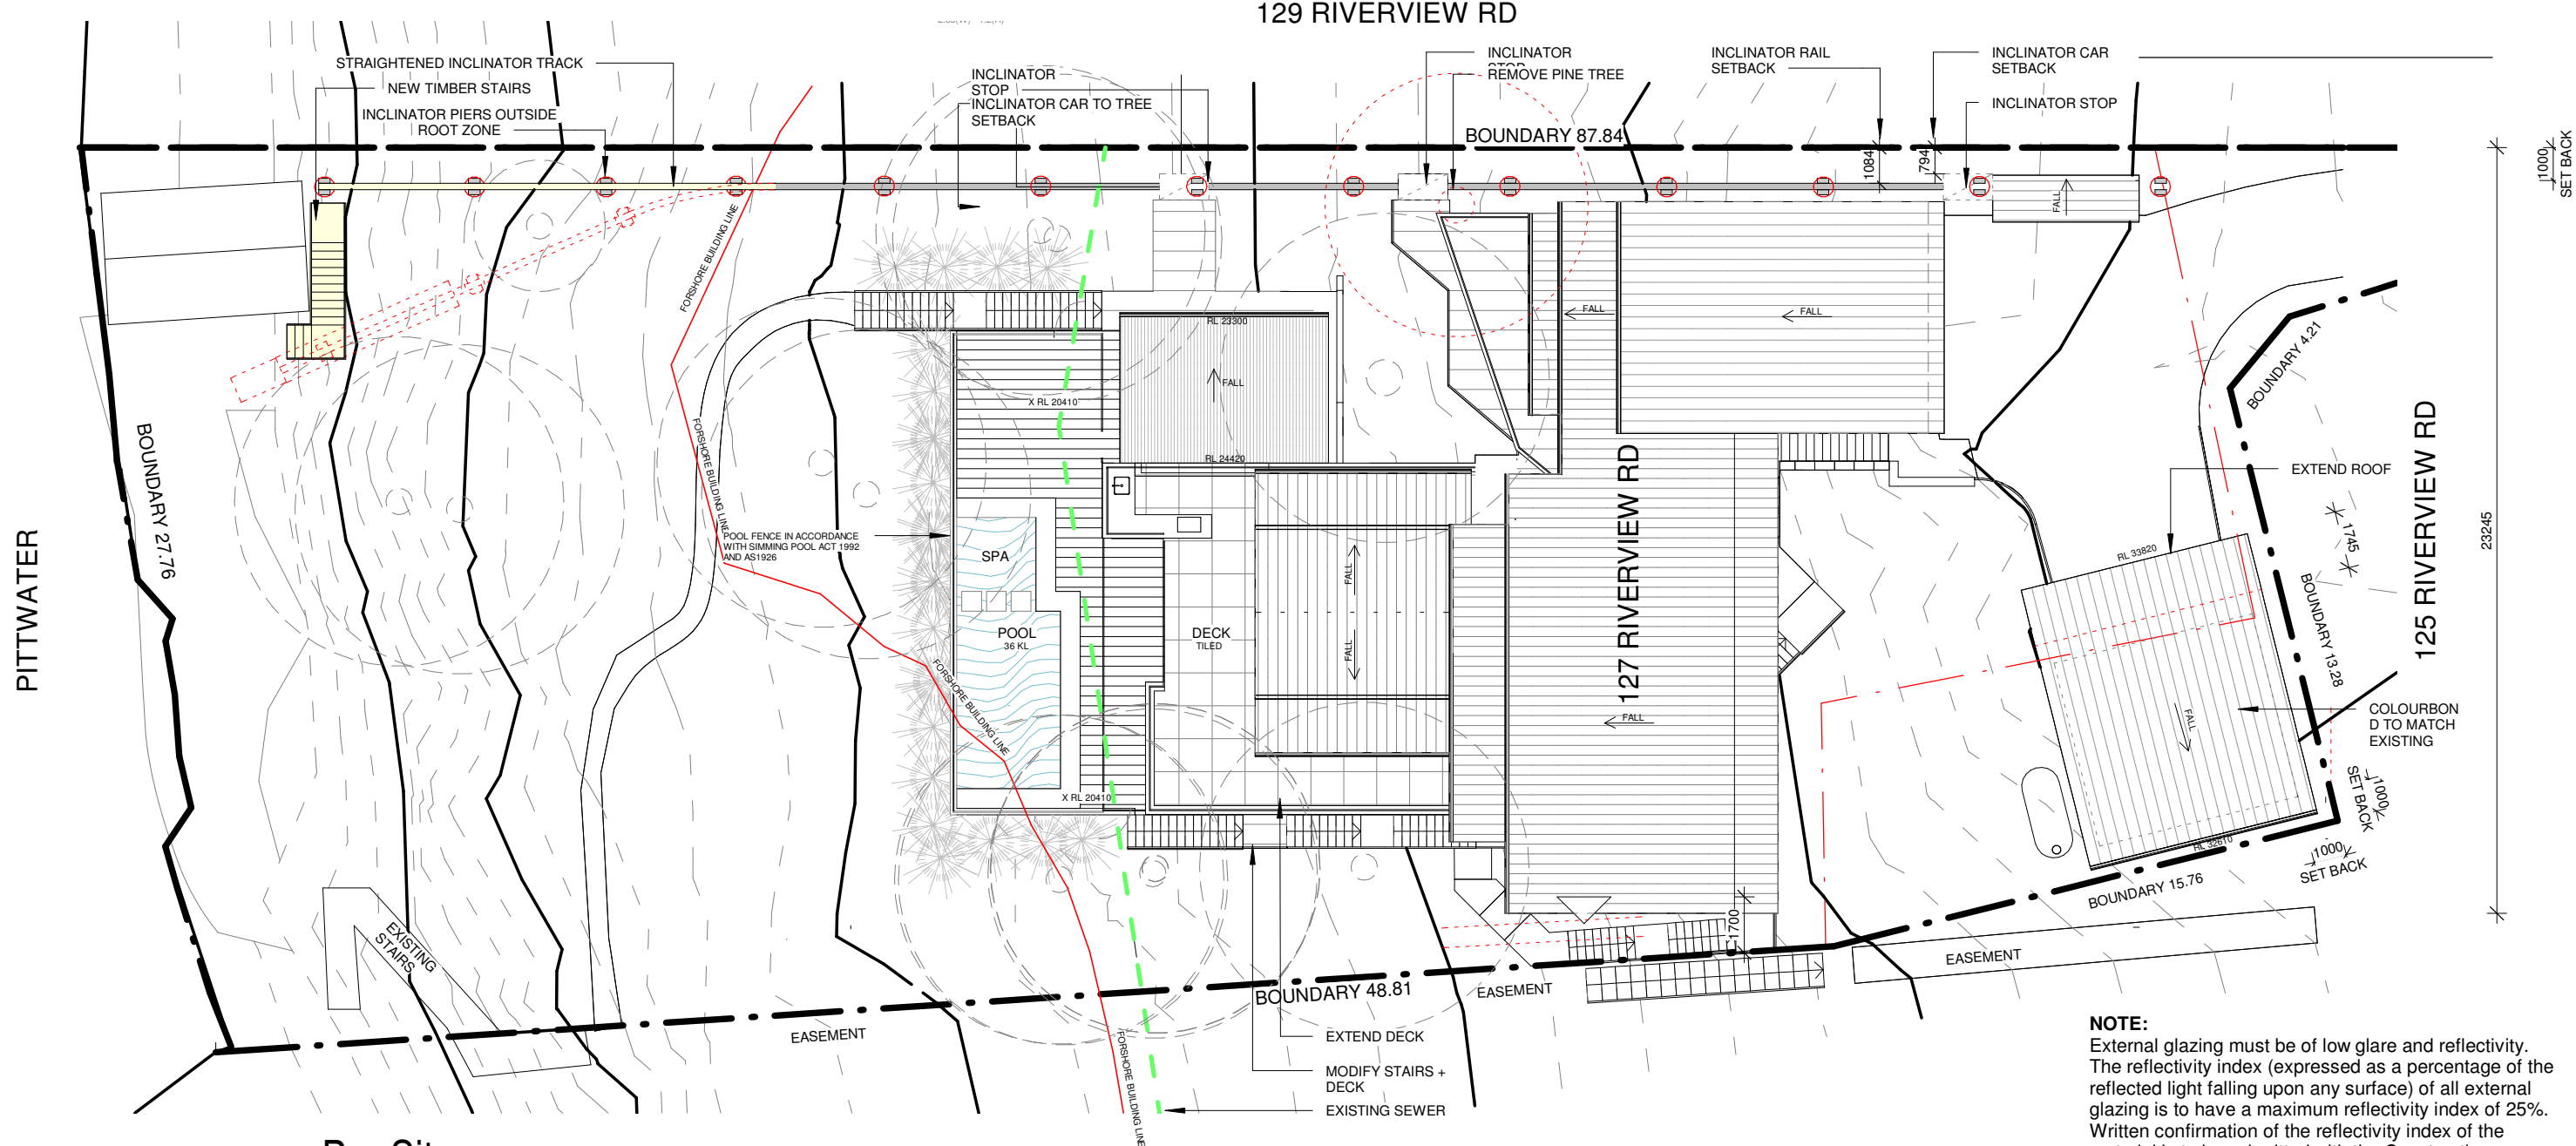 129 RIVERVIEW RD
STRAIGHTENED INCLINATOR TRACK
NEW TIMBER STAIRS
INCLINATOR PIERS OUTSIDE
ROOT ZONE
INCLINATOR
STOP
INCLINATOR CAR TO TREE
SETBACK
INCLINATOR
REMOVE PINE TREE
INCLINATOR RAIL
SETBACK
INCLINATOR CAR
SETBACK
INCLINATOR STOP
BOUNDARY 87.84
1084
794
1000
SET BACK
FALL
FORSHORE BUILDING LINE
RL 23300
FALL
FALL
FALL
X RL 20410
BOUNDARY 4.21
BOUNDARY 27.76
FORSHORE BUILDING LINE
RL 24420
127 RIVERVIEW RD
125 RIVERVIEW RD
EXTEND ROOF
1745
23245
PITTWATER
POOL FENCE IN ACCORDANCE
WITH SIMMING POOL ACT 1992
AND AS1926
SPA
POOL
36 KL
DECK
TILED
FALL
FALL
RL 33820
BOUNDARY 13.28
FORSHORE BUILDING LINE
FALL
FALL
COLOURBON
D TO MATCH
EXISTING
X RL 20410
1000
SET BACK
RL 32610
1000
SET BACK
BOUNDARY 15.76
1700
EXISTING
STAIRS
EASEMENT
BOUNDARY 48.81
EASEMENT
EASEMENT
FORSHORE BUILDING LINE
EXTEND DECK
MODIFY STAIRS +
DECK
EXISTING SEWER
NOTE:
External glazing must be of low glare and reflectivity.
The reflectivity index (expressed as a percentage of the
reflected light falling upon any surface) of all external
glazing is to have a maximum reflectivity index of 25%.
Written confirmation of the reflectivity index of the